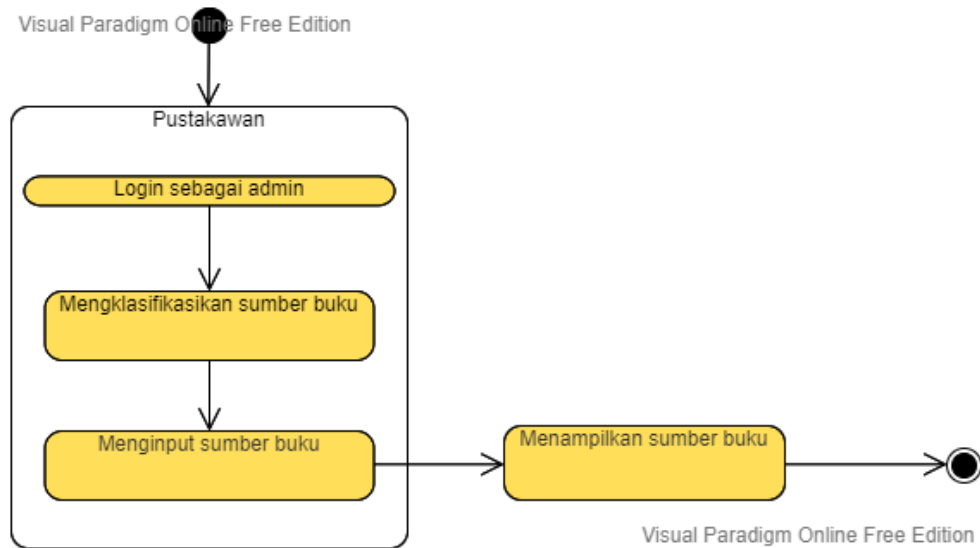 Visual Paradigm Online Free Edition
Pustakawan
Login sebagai admin
Mengklasifikasikan sumber buku
Menginput sumber buku
Menampilkan sumber buku
Visual Paradigm Online Free Edition